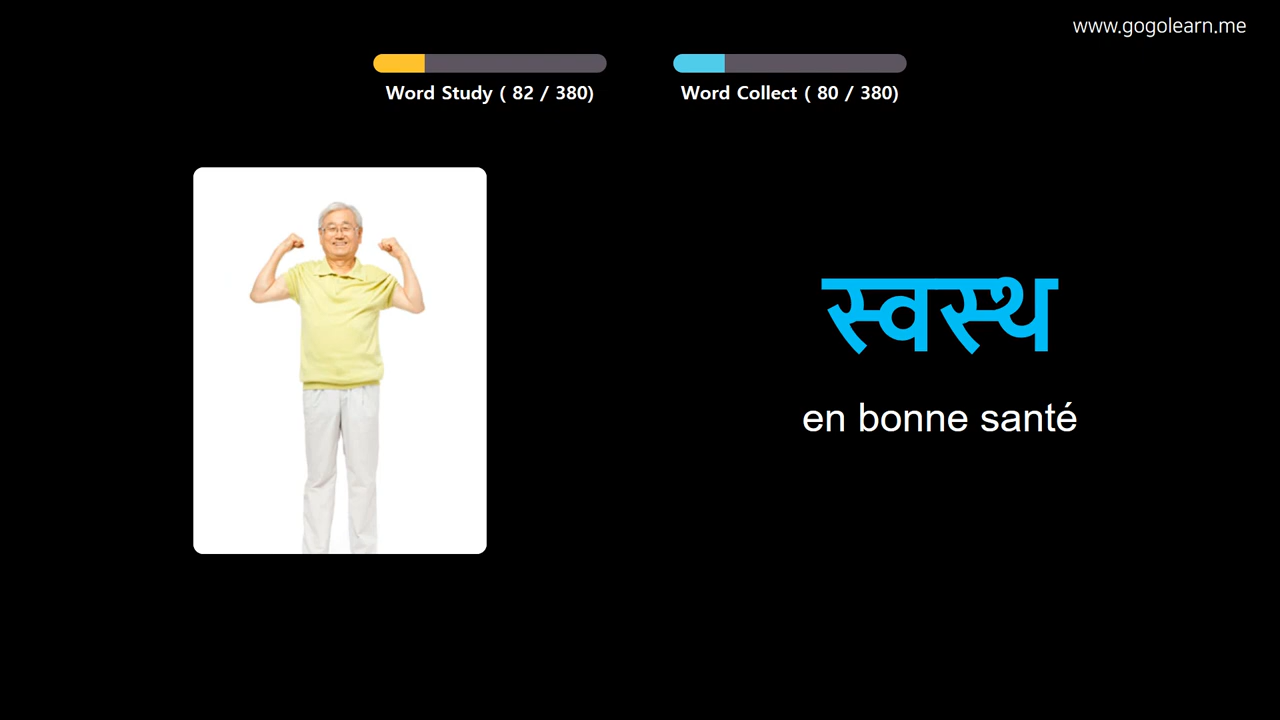 www.gogolearn.me
Word Study ( 82 / 380)
Word Collect ( 80 / 380)
स्वस्थ
en bonne santé